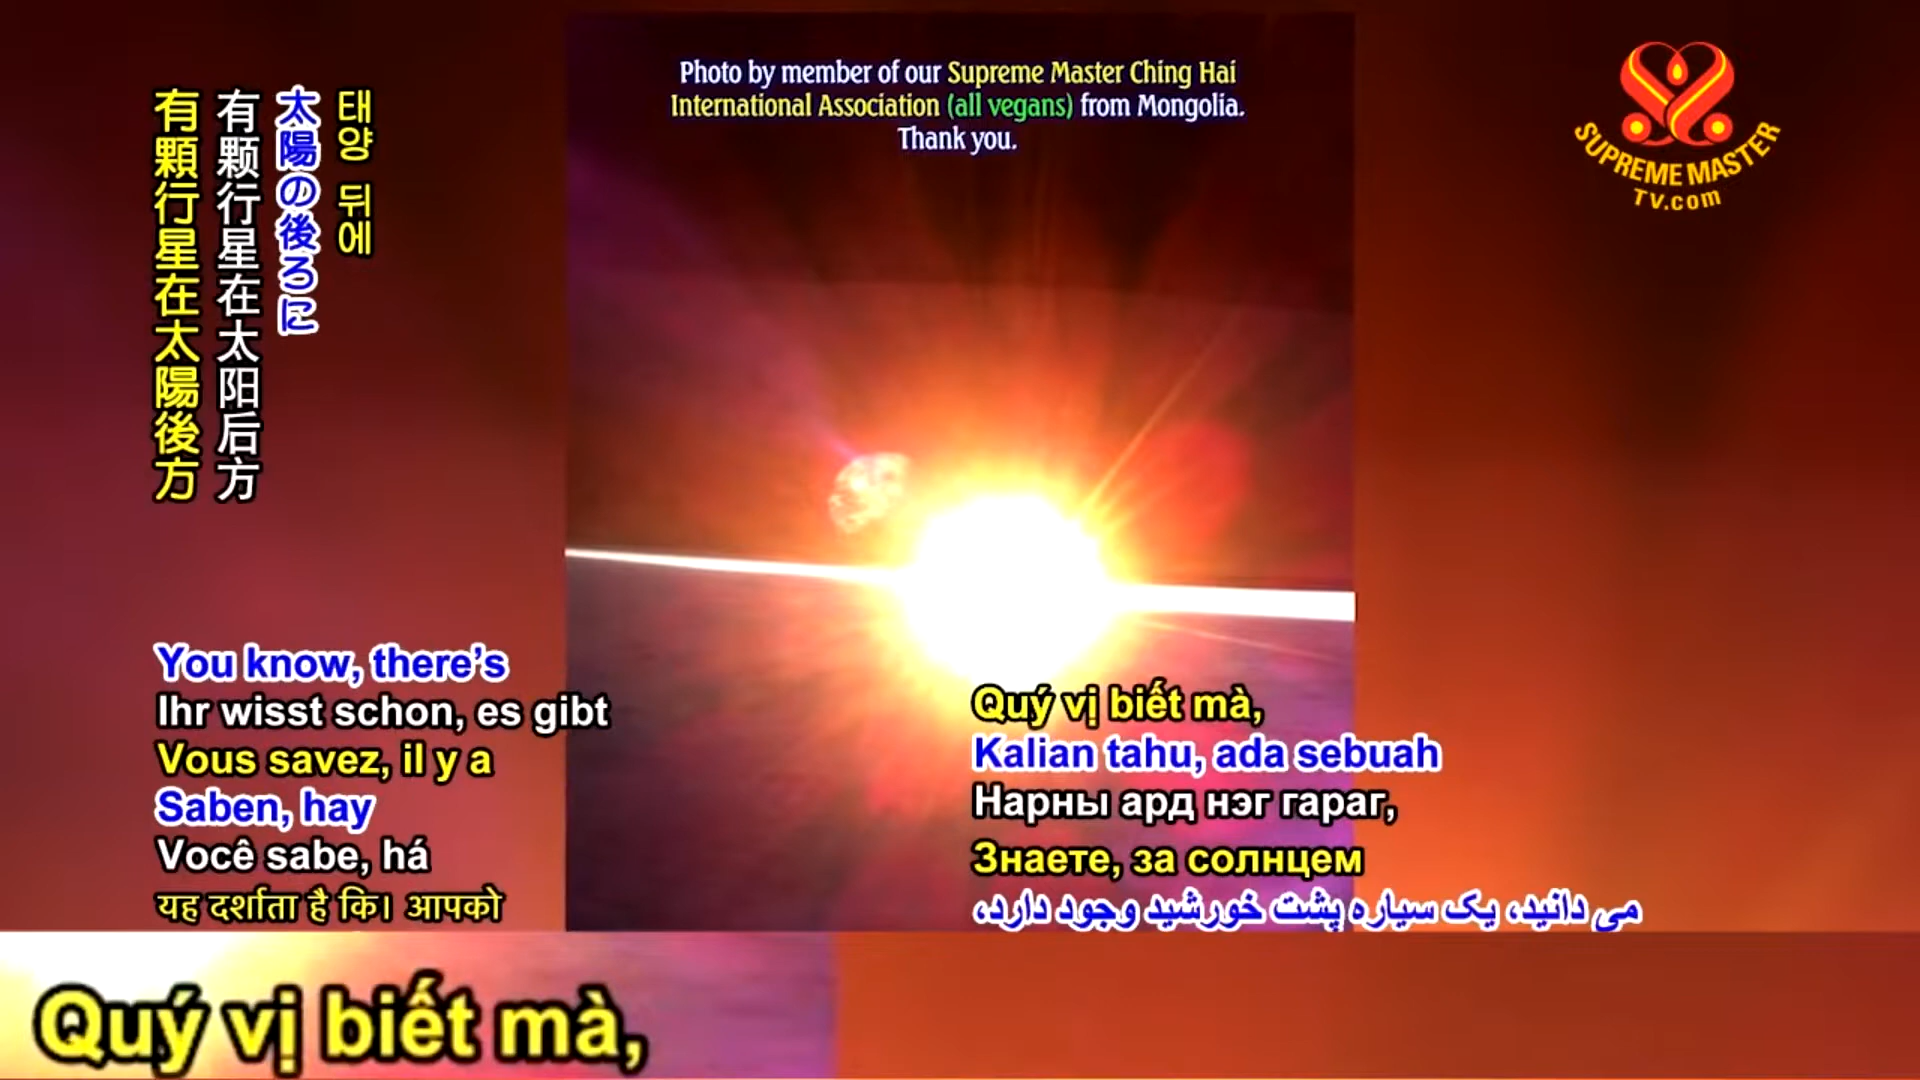 Photo by member of our Supreme Master Ching Hai
International Association (all vegans) from Mongolia.
Thank you.
SUPREME MASTER
TV.com
태양 뒤에
太陽の後ろに
有颗行星在太阳后方
有顆行星在太陽後方
You know, there's
Ihr wisst schon, es gibt
Vous savez, il y a
Saben, hay
Você sabe, há
यह दर्शाता है कि। आपको
Quý vị biết mà,
Kalian tahu, ada sebuah
Нарны ард нэг гараг,
Знаете, за солнцем
می دانید، یک سیاره پشت خورشید وجود دارد،
Quý vị biết mà,